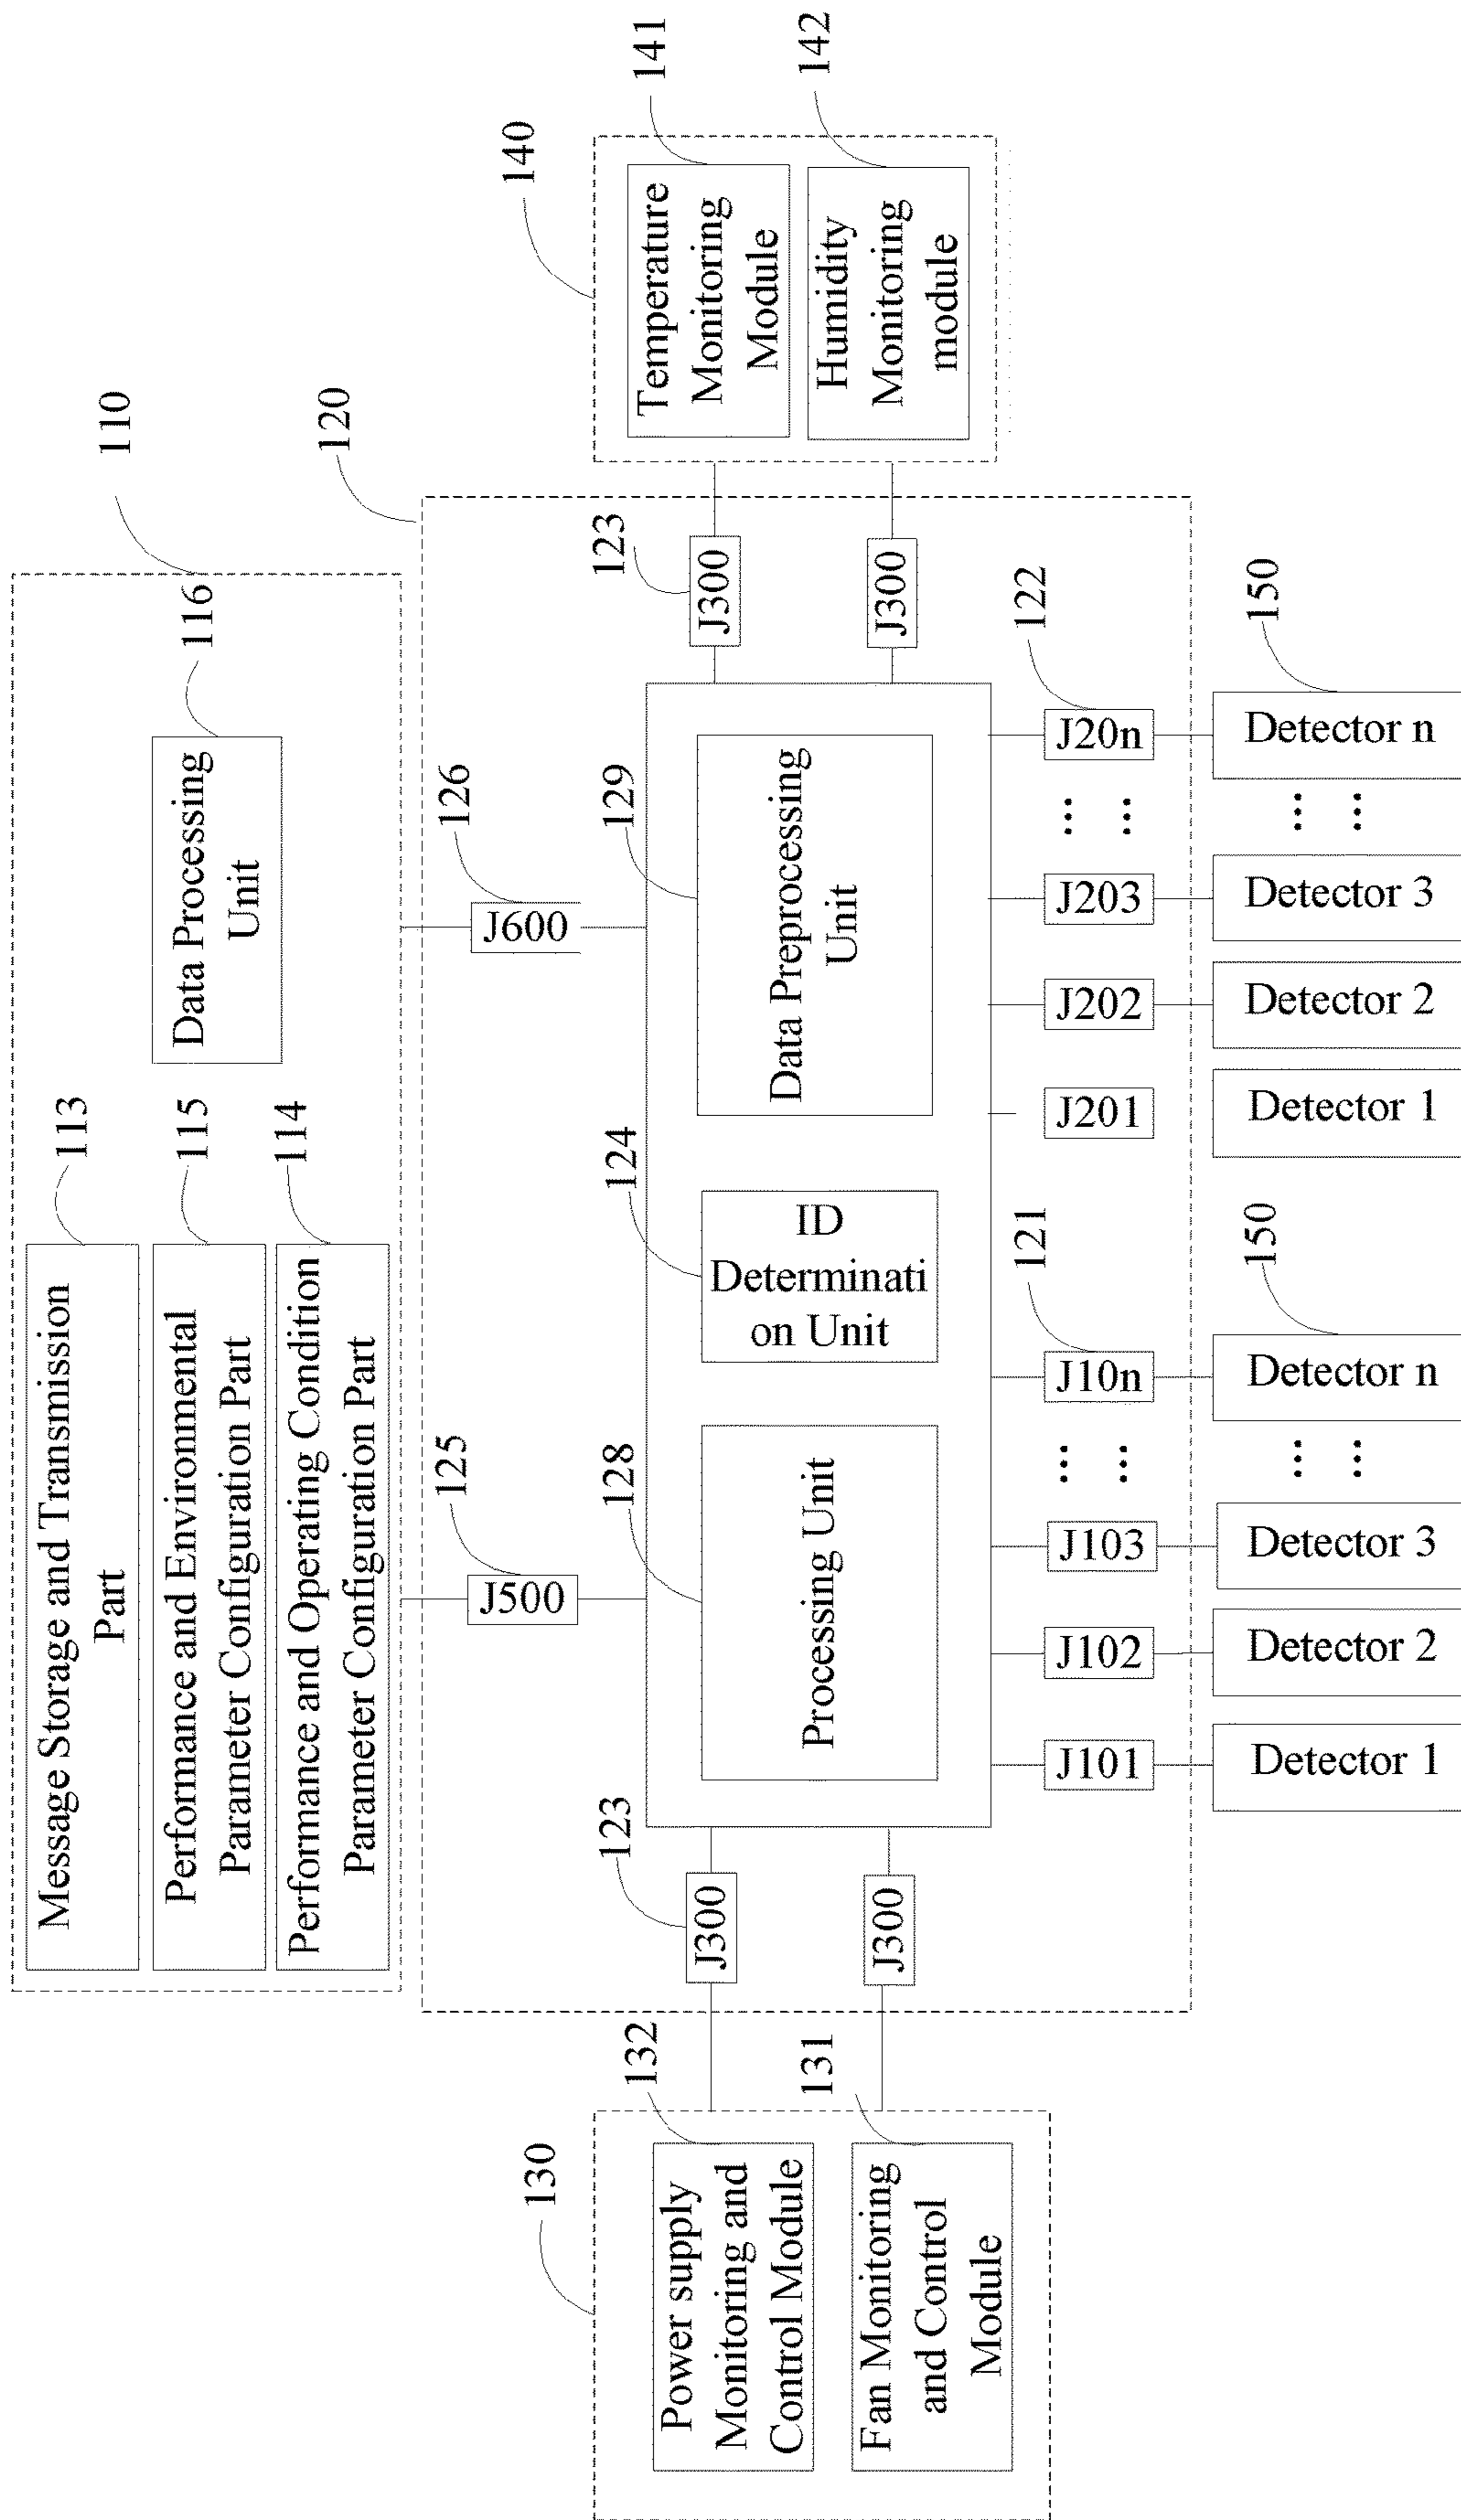 110
Message Storage and Transmission
Part
113
Performance and Environmental
Parameter Configuration Part
115
Performance and Operating Condition
Parameter Configuration Part
114
Data Processing
Unit
116
120
J500
125
J600
126
130
Power supply
Monitoring and
Control Module
132
Fan Monitoring
and Control
Module
131
J300
123
J300
Processing Unit
128
ID
Determinati
on Unit
124
Data Preprocessing
Unit
129
J300
123
J300
140
Temperature
Monitoring
Module
141
Humidity
Monitoring
module
142
J101
J102
J103
... ...
J10n
121
J201
J202
J203
... ...
J20n
122
Detector 1
Detector 2
Detector 3
... ...
Detector n
150
Detector 1
Detector 2
Detector 3
... ...
Detector n
150